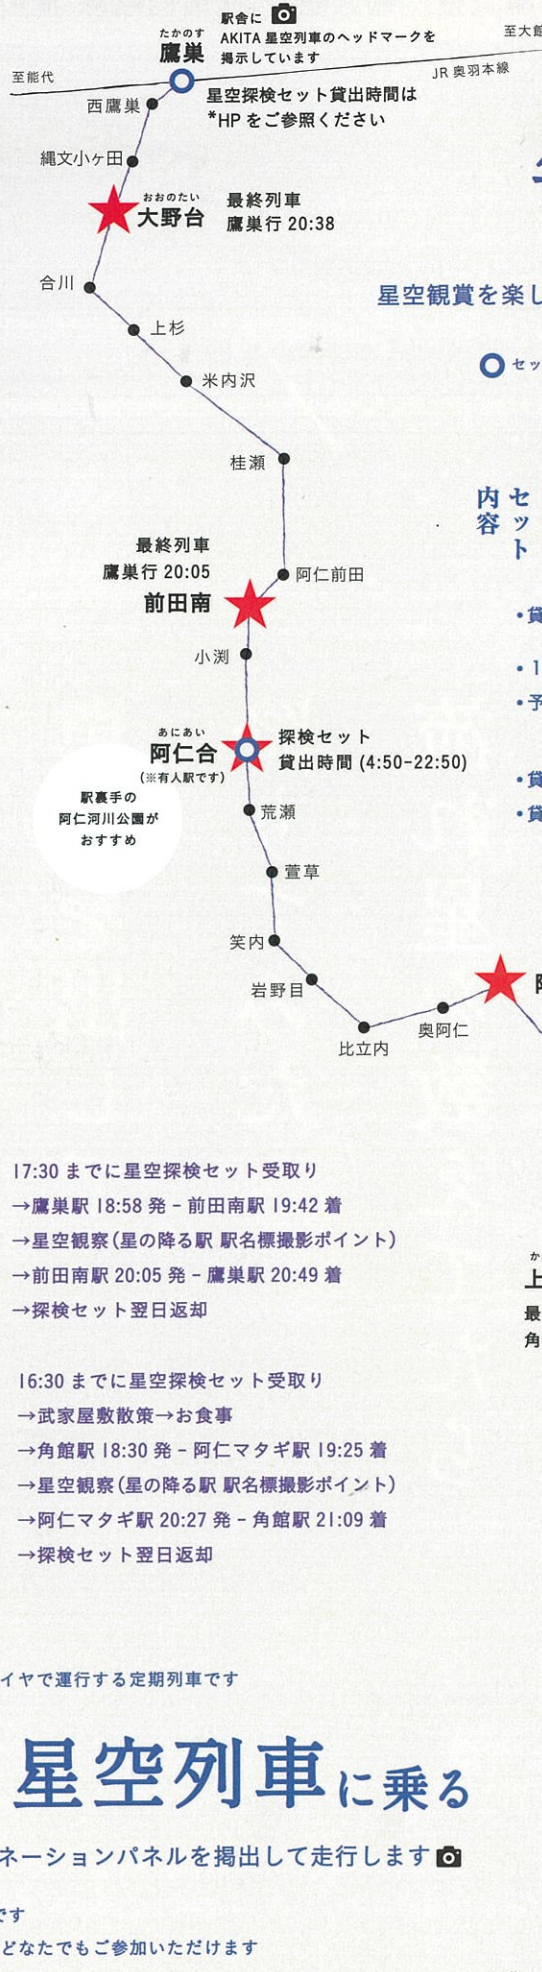 駅舎に
AKITA 星空列車のヘッドマークを
掲示しています
たかのす
鷹巣
至能代
至大館
JR 奥羽本線
星空探検セット貸出時間は
*HP をご参照ください
西鷹巣
縄文小ヶ田
おおのたい
大野台
最終列車
鷹巣行 20:38
合川
星空観賞を楽し
上杉
セッ
米内沢
桂瀬
セット
内容
最終列車
鷹巣行 20:05
阿仁前田
前田南
・貸
小渕
・1
・予
あにあい
阿仁合
(※有人駅です)
探検セット
貸出時間 (4:50-22:50)
・貸
・貸
駅裏手の
阿仁河川公園が
おすすめ
荒瀬
萱草
笑内
岩野目
奥阿仁
比立内
17:30 までに星空探検セット受取り
→鷹巣駅 18:58 発 – 前田南駅 19:42 着
→星空観察(星の降る駅 駅名標撮影ポイント)
→前田南駅 20:05 発 – 鷹巣駅 20:49 着
→探検セット翌日返却
か
上
最
角
16:30 までに星空探検セット受取り
→武家屋敷散策→お食事
→角館駅 18:30 発 – 阿仁マタギ駅 19:25 着
→星空観察(星の降る駅 駅名標撮影ポイント)
→阿仁マタギ駅 20:27 発 – 角館駅 21:09 着
→探検セット翌日返却
イヤで運行する定期列車です
星空列車に乗る
ネーションパネルを掲出して走行します
です
どなたでもご参加いただけます